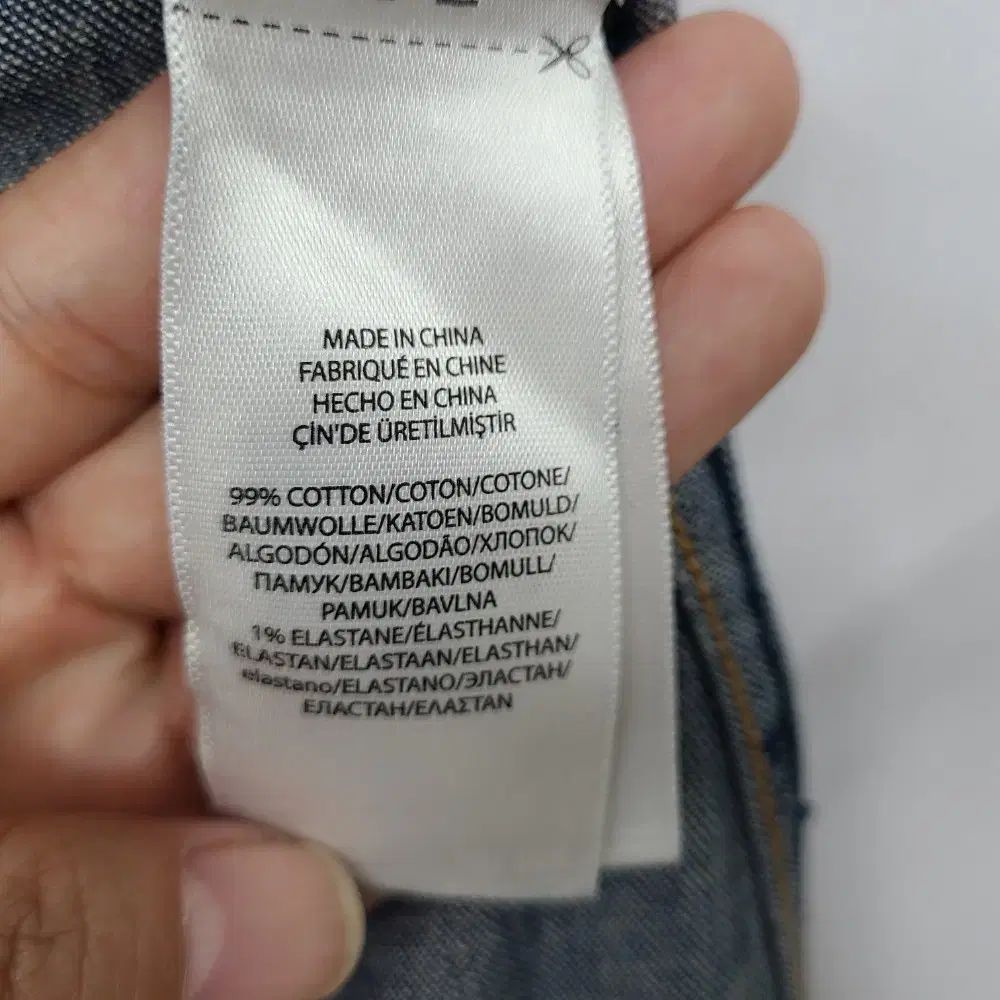 MADE IN CHINA
FABRIQUÉ EN CHINE
HECHO EN CHINA
ÇİN'DE ÜRETİLMİŞTİR
99% COTTON/COTON/COTONE/
BAUMWOLLE/KATOEN/BOMULD/
ALGODÓN/ALGODÃO/ХЛОПОК/
ПАМУК/BAMBAKI/BOMULL/
PAMUK/BAVLNA
1% ELASTANE/ÉLASTHANNE/
ELASTAN/ELASTAAN/ELASTHAN/
elastano/ELASTANO/ЭЛАСТАН/
ЕЛАСТАН/ΕΛΑΣΤΑΝ